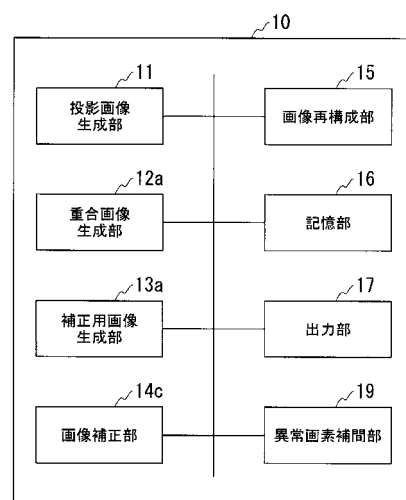 10
11
投影画像
生成部
15
画像再構成部
12a
重合画像
生成部
16
記憶部
13a
補正用画像
生成部
17
出力部
14c
画像補正部
19
異常画素補間部